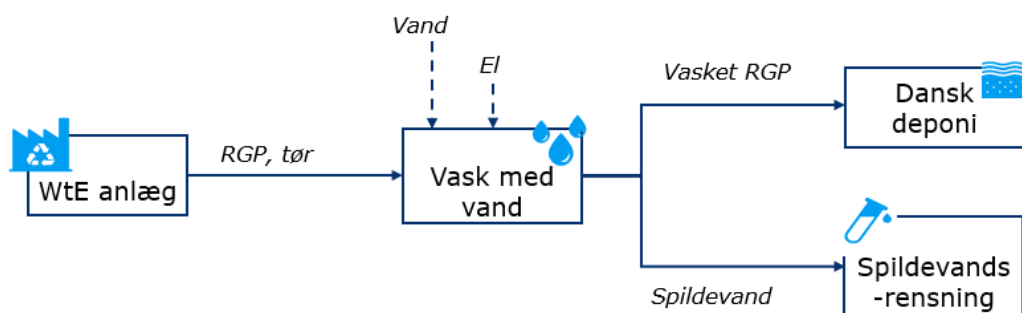 Vand
El
Vasket RGP
Dansk
deponi
RGP, tør
WtE anlæg
Vask med
vand
Spildevand
Spildevands
-rensning